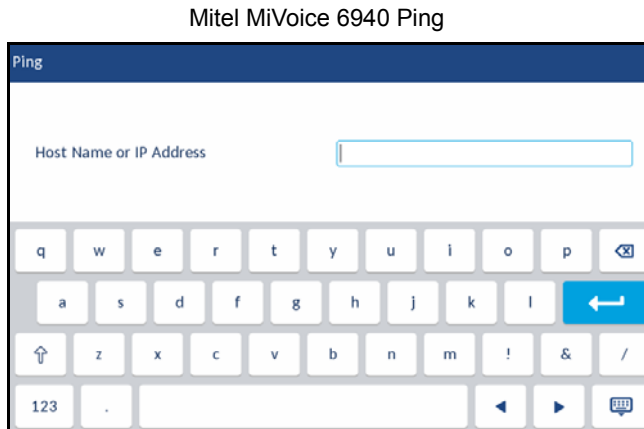 Mitel MiVoice 6940 Ping
Ping
Host Name or IP Address
q w e r t y u i o p
a s d f g h j k l
z x c v b n m ! & /
123 .